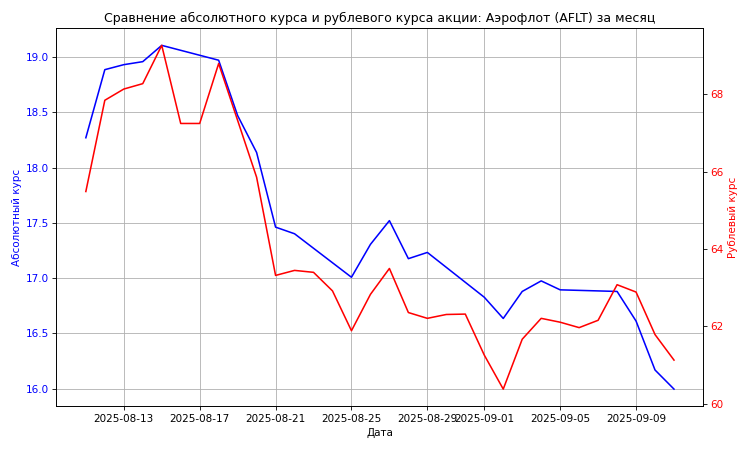 Сравнение абсолютного курса и рублевого курса акции: Аэрофлот (AFLT) за месяц
Абсолютный курс
19.0
18.5
18.0
17.5
17.0
16.5
16.0
68
66
64
62
60
Рублевый курс
2025-08-13 2025-08-17 2025-08-21 2025-08-25 2025-08-29 2025-09-01 2025-09-05 2025-09-09
Дата